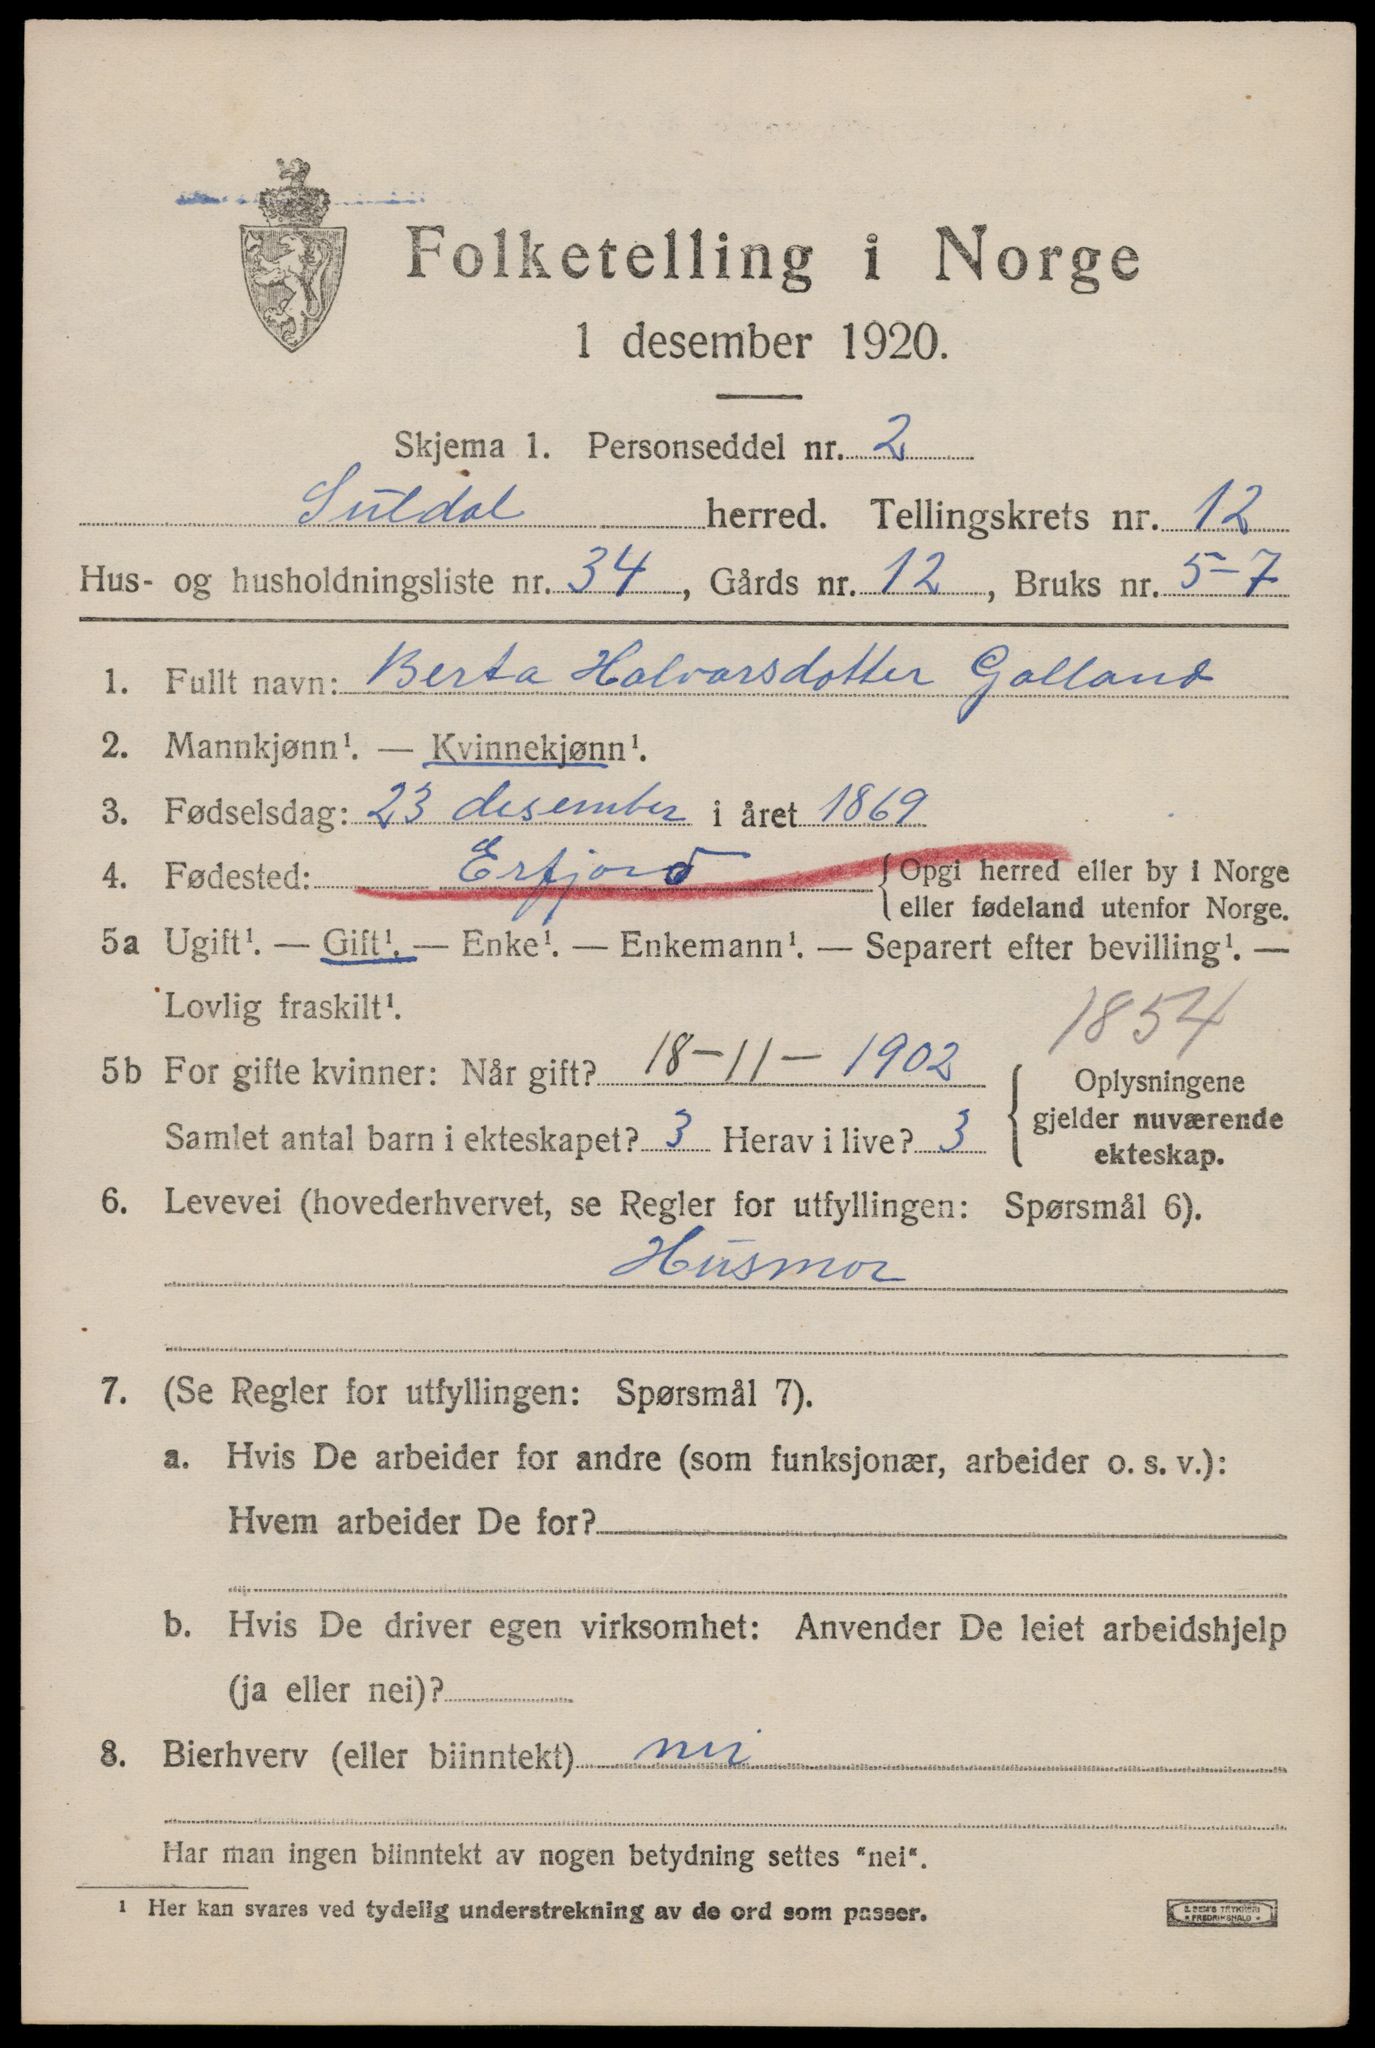 Folketelling i Norge
1 desember 1920.
Skjema 1. Personseddel nr. 2
Suldal herred. Tellingskrets nr. 12
Hus- og husholdningsliste nr. 34, Gårds nr. 12, Bruks nr. 5-7
1. Fullt navn: Berta Halvarsdotter Galland
2. Mannkjønn¹. — Kvinnekjønn¹.
3. Fødselsdag: 23 desember i året 1869
4. Fødested: Erfjord { Opgi herred eller by i Norge
eller fødeland utenfor Norge.
5a Ugift¹. — Gift¹. — Enke¹. — Enkemann¹. — Separert efter bevilling¹. —
Lovlig fraskilt¹.
1854
5b For gifte kvinner: Når gift? 18-11-1902
Samlet antal barn i ekteskapet? 3 Herav i live? 3
{ Oplysningene
gjelder nuværende
ekteskap.
6. Levevei (hovederhvervet, se Regler for utfyllingen: Spørsmål 6).
Husmor
7. (Se Regler for utfyllingen: Spørsmål 7).
a. Hvis De arbeider for andre (som funksjonær, arbeider o. s. v.):
Hvem arbeider De for?
b. Hvis De driver egen virksomhet: Anvender De leiet arbeidshjelp
(ja eller nei)?
8. Bierhverv (eller biinntekt) nei
Har man ingen biinntekt av nogen betydning settes "nei".
¹ Her kan svares ved tydelig understrekning av de ord som passer.
E. SEM'S TRYKKERI
FREDRIKSHALD